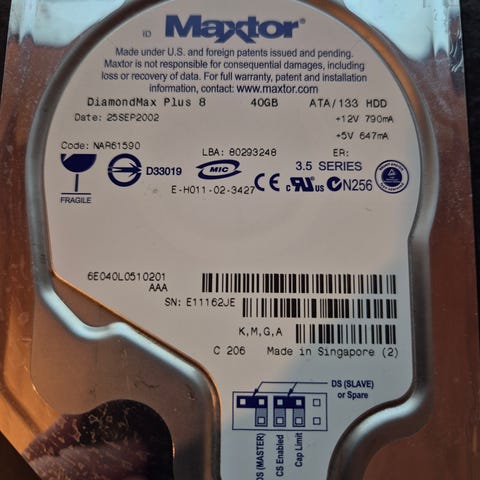 ID Maxtor®
Made under U.S. and foreign patents issued and pending.
Maxtor is not responsible for consequential damages, including
loss or recovery of data. For full warranty, patent and installation
information, contact: www.maxtor.com
DiamondMax Plus 8 40GB ATA/133 HDD
Date: 25SEP2002 +12V 790mA
+5V 647mA
Code: NAR61590 LBA: 80293248 ER:
D33019 MIC 3.5 SERIES
FRAGILE E-H011-02-3427 CE c UR US N256
6E040L0510201
AAA
SN: E11162JE
K,M,G,A
C 206 Made in Singapore (2)
DS (SLAVE)
or Spare
DS (MASTER)
CS Enabled
Cap Limit